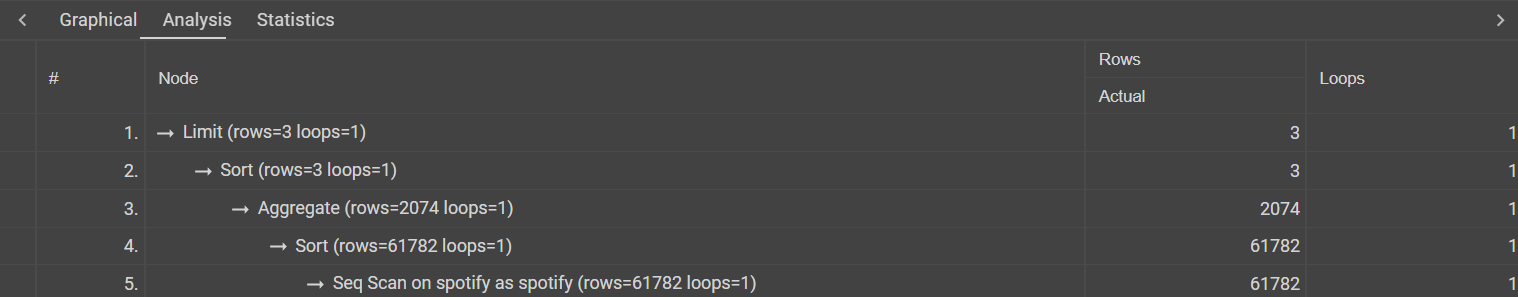 Graphical Analysis Statistics
# Node Rows Loops
Actual
1. → Limit (rows=3 loops=1) 3 1
2. → Sort (rows=3 loops=1) 3 1
3. → Aggregate (rows=2074 loops=1) 2074 1
4. → Sort (rows=61782 loops=1) 61782 1
5. → Seq Scan on spotify as spotify (rows=61782 loops=1) 61782 1